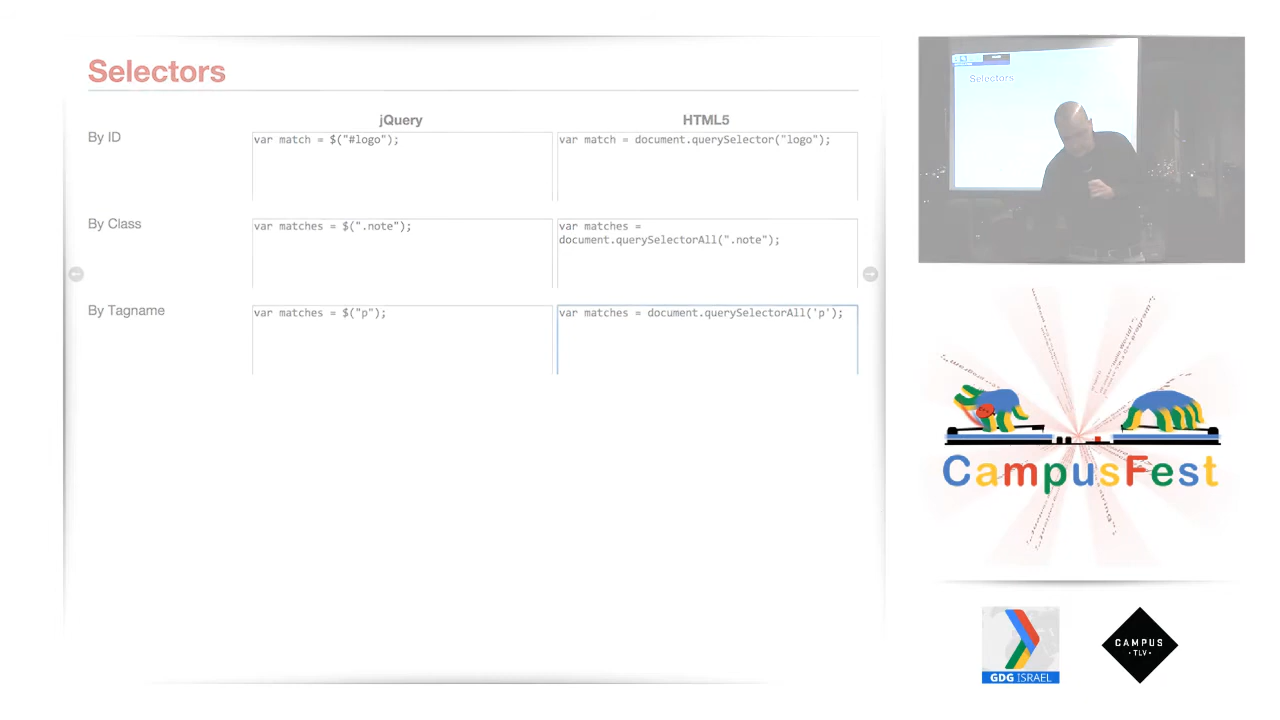 Selectors
jQuery
HTML5
By ID
var match = $("#logo");
var match = document.querySelector("logo");
By Class
var matches = $(".note");
var matches =
document.querySelectorAll(".note");
By Tagname
var matches = $("p");
var matches = document.querySelectorAll('p');
Selectors
CampusFest
GDG ISRAEL
CAMPUS
·TLV·